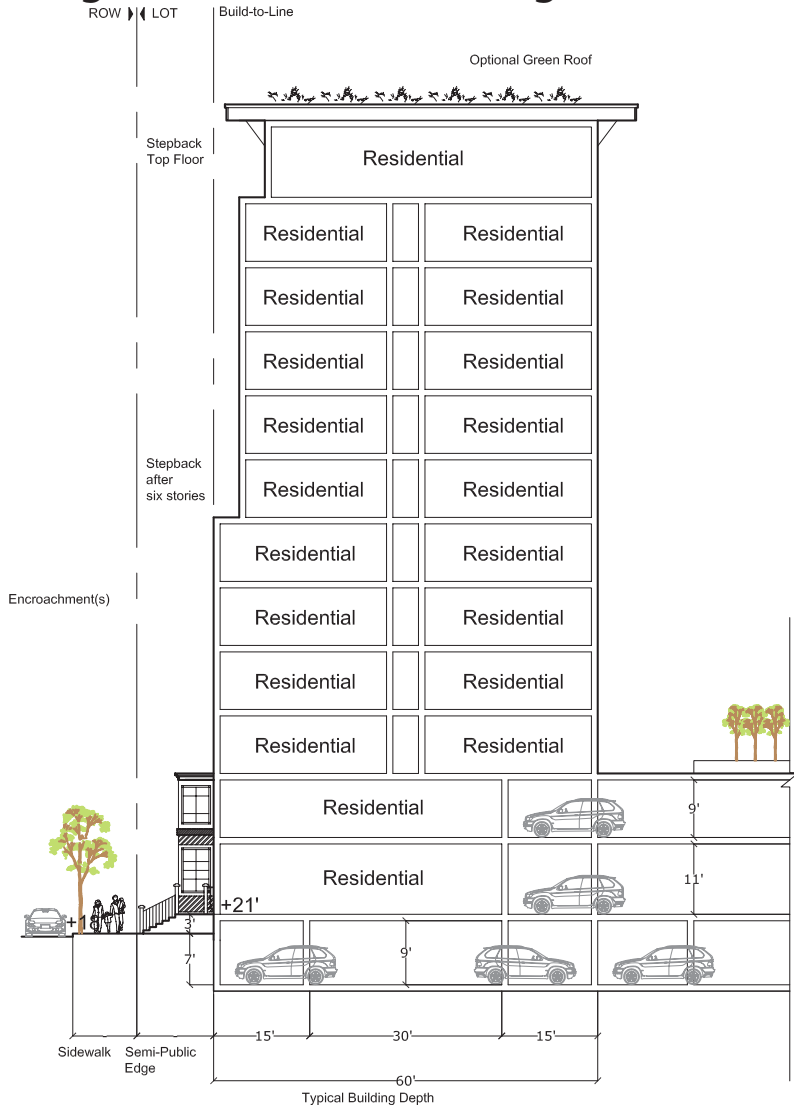 ROW LOT Build-to-Line
Optional Green Roof
Stepback
Top Floor
Residential
Residential Residential
Residential Residential
Residential Residential
Residential Residential
Stepback
after
six stories
Residential Residential
Residential Residential
Encroachment(s)
Residential Residential
Residential Residential
Residential Residential
Residential
9'
Residential
11'
+21'
3'
7'
9'
15' 30' 15'
Sidewalk Semi-Public
Edge
60'
Typical Building Depth